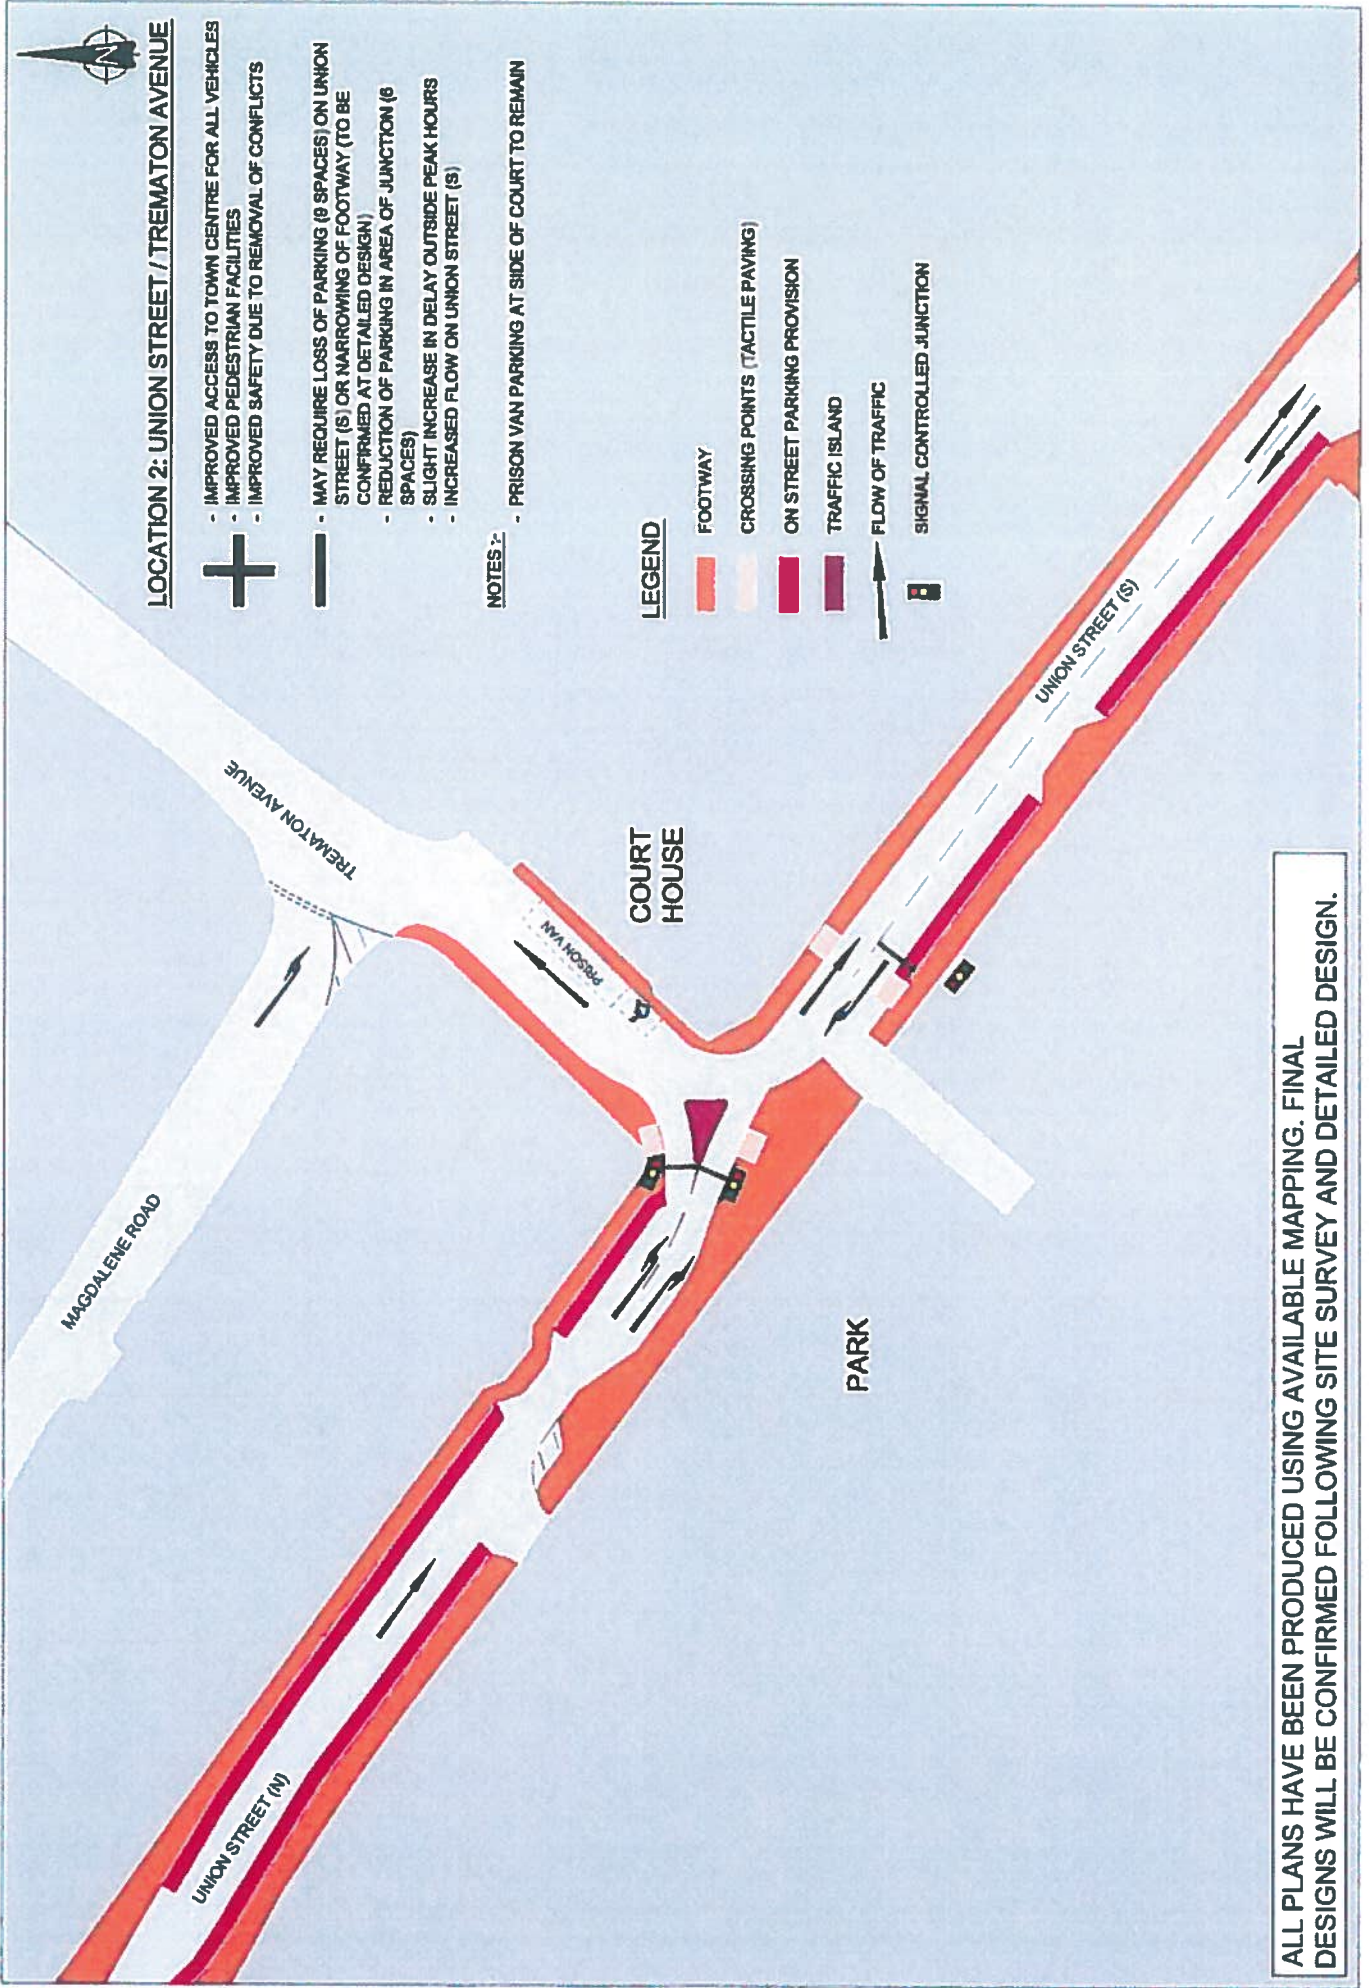 N
LOCATION 2: UNION STREET / TREMATON AVENUE
- IMPROVED ACCESS TO TOWN CENTRE FOR ALL VEHICLES
- IMPROVED PEDESTRIAN FACILITIES
- IMPROVED SAFETY DUE TO REMOVAL OF CONFLICTS
- MAY REQUIRE LOSS OF PARKING (9 SPACES) ON UNION
STREET (S) OR NARROWING OF FOOTWAY (TO BE
CONFIRMED AT DETAILED DESIGN)
- REDUCTION OF PARKING IN AREA OF JUNCTION (6
SPACES)
- SLIGHT INCREASE IN DELAY OUTSIDE PEAK HOURS
- INCREASED FLOW ON UNION STREET (S)
NOTES:-
- PRISON VAN PARKING AT SIDE OF COURT TO REMAIN
LEGEND
FOOTWAY
CROSSING POINTS (TACTILE PAVING)
ON STREET PARKING PROVISION
TRAFFIC ISLAND
FLOW OF TRAFFIC
SIGNAL CONTROLLED JUNCTION
MAGDALENE ROAD
TREMATON AVENUE
PRISON VAN
COURT
HOUSE
UNION STREET (N)
UNION STREET (S)
PARK
ALL PLANS HAVE BEEN PRODUCED USING AVAILABLE MAPPING. FINAL
DESIGNS WILL BE CONFIRMED FOLLOWING SITE SURVEY AND DETAILED DESIGN.